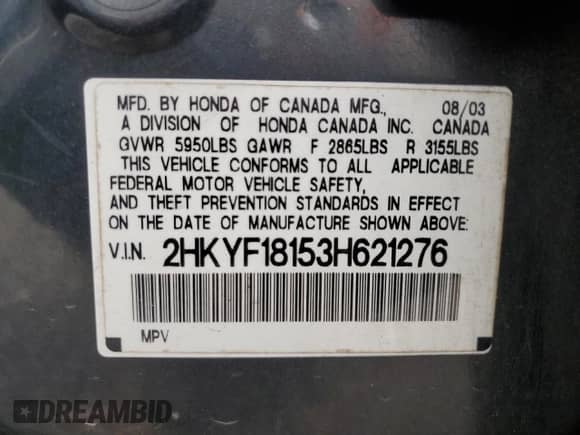 MFD. BY HONDA OF CANADA MFG., 08/03
A DIVISION OF HONDA CANADA INC. CANADA
GVWR 5950LBS GAWR F 2865LBS R 3155LBS
THIS VEHICLE CONFORMS TO ALL APPLICABLE
FEDERAL MOTOR VEHICLE SAFETY,
AND THEFT PREVENTION STANDARDS IN EFFECT
ON THE DATE OF MANUFACTURE SHOWN ABOVE:
V.I.N. 2HKYF18153H621276
MPV
DREAMBID